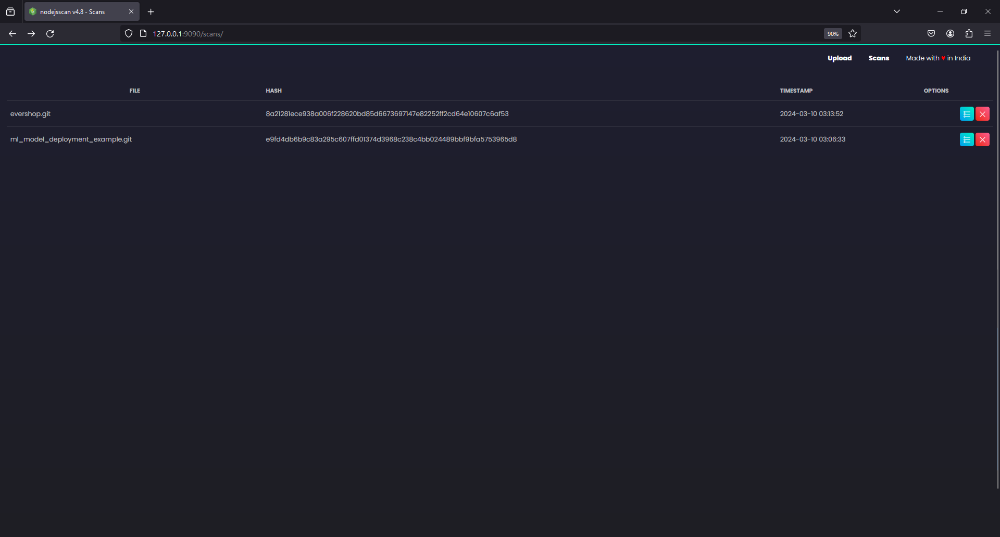 nodejsscan v4.8 - Scans
127.0.0.1:9090/scans/
90%
Upload Scans Made with ♥ in India
FILE HASH TIMESTAMP OPTIONS
evershop.git 8a21281ece938a006f228620bd85d6673697147e82252ff2cd64e10607c6af53 2024-03-10 03:13:52
ml_model_deployment_example.git e9fd4db6b9c83a295c607ffd01374d3968c238c4bb024489bbf9bfa5753965d8 2024-03-10 03:06:33